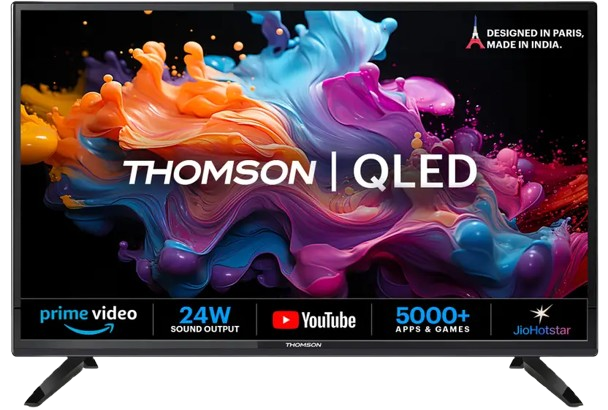 DESIGNED IN PARIS,
MADE IN INDIA.
THOMSON | QLED
prime video
24W
SOUND OUTPUT
YouTube
5000+
APPS & GAMES
JioHotstar
THOMSON